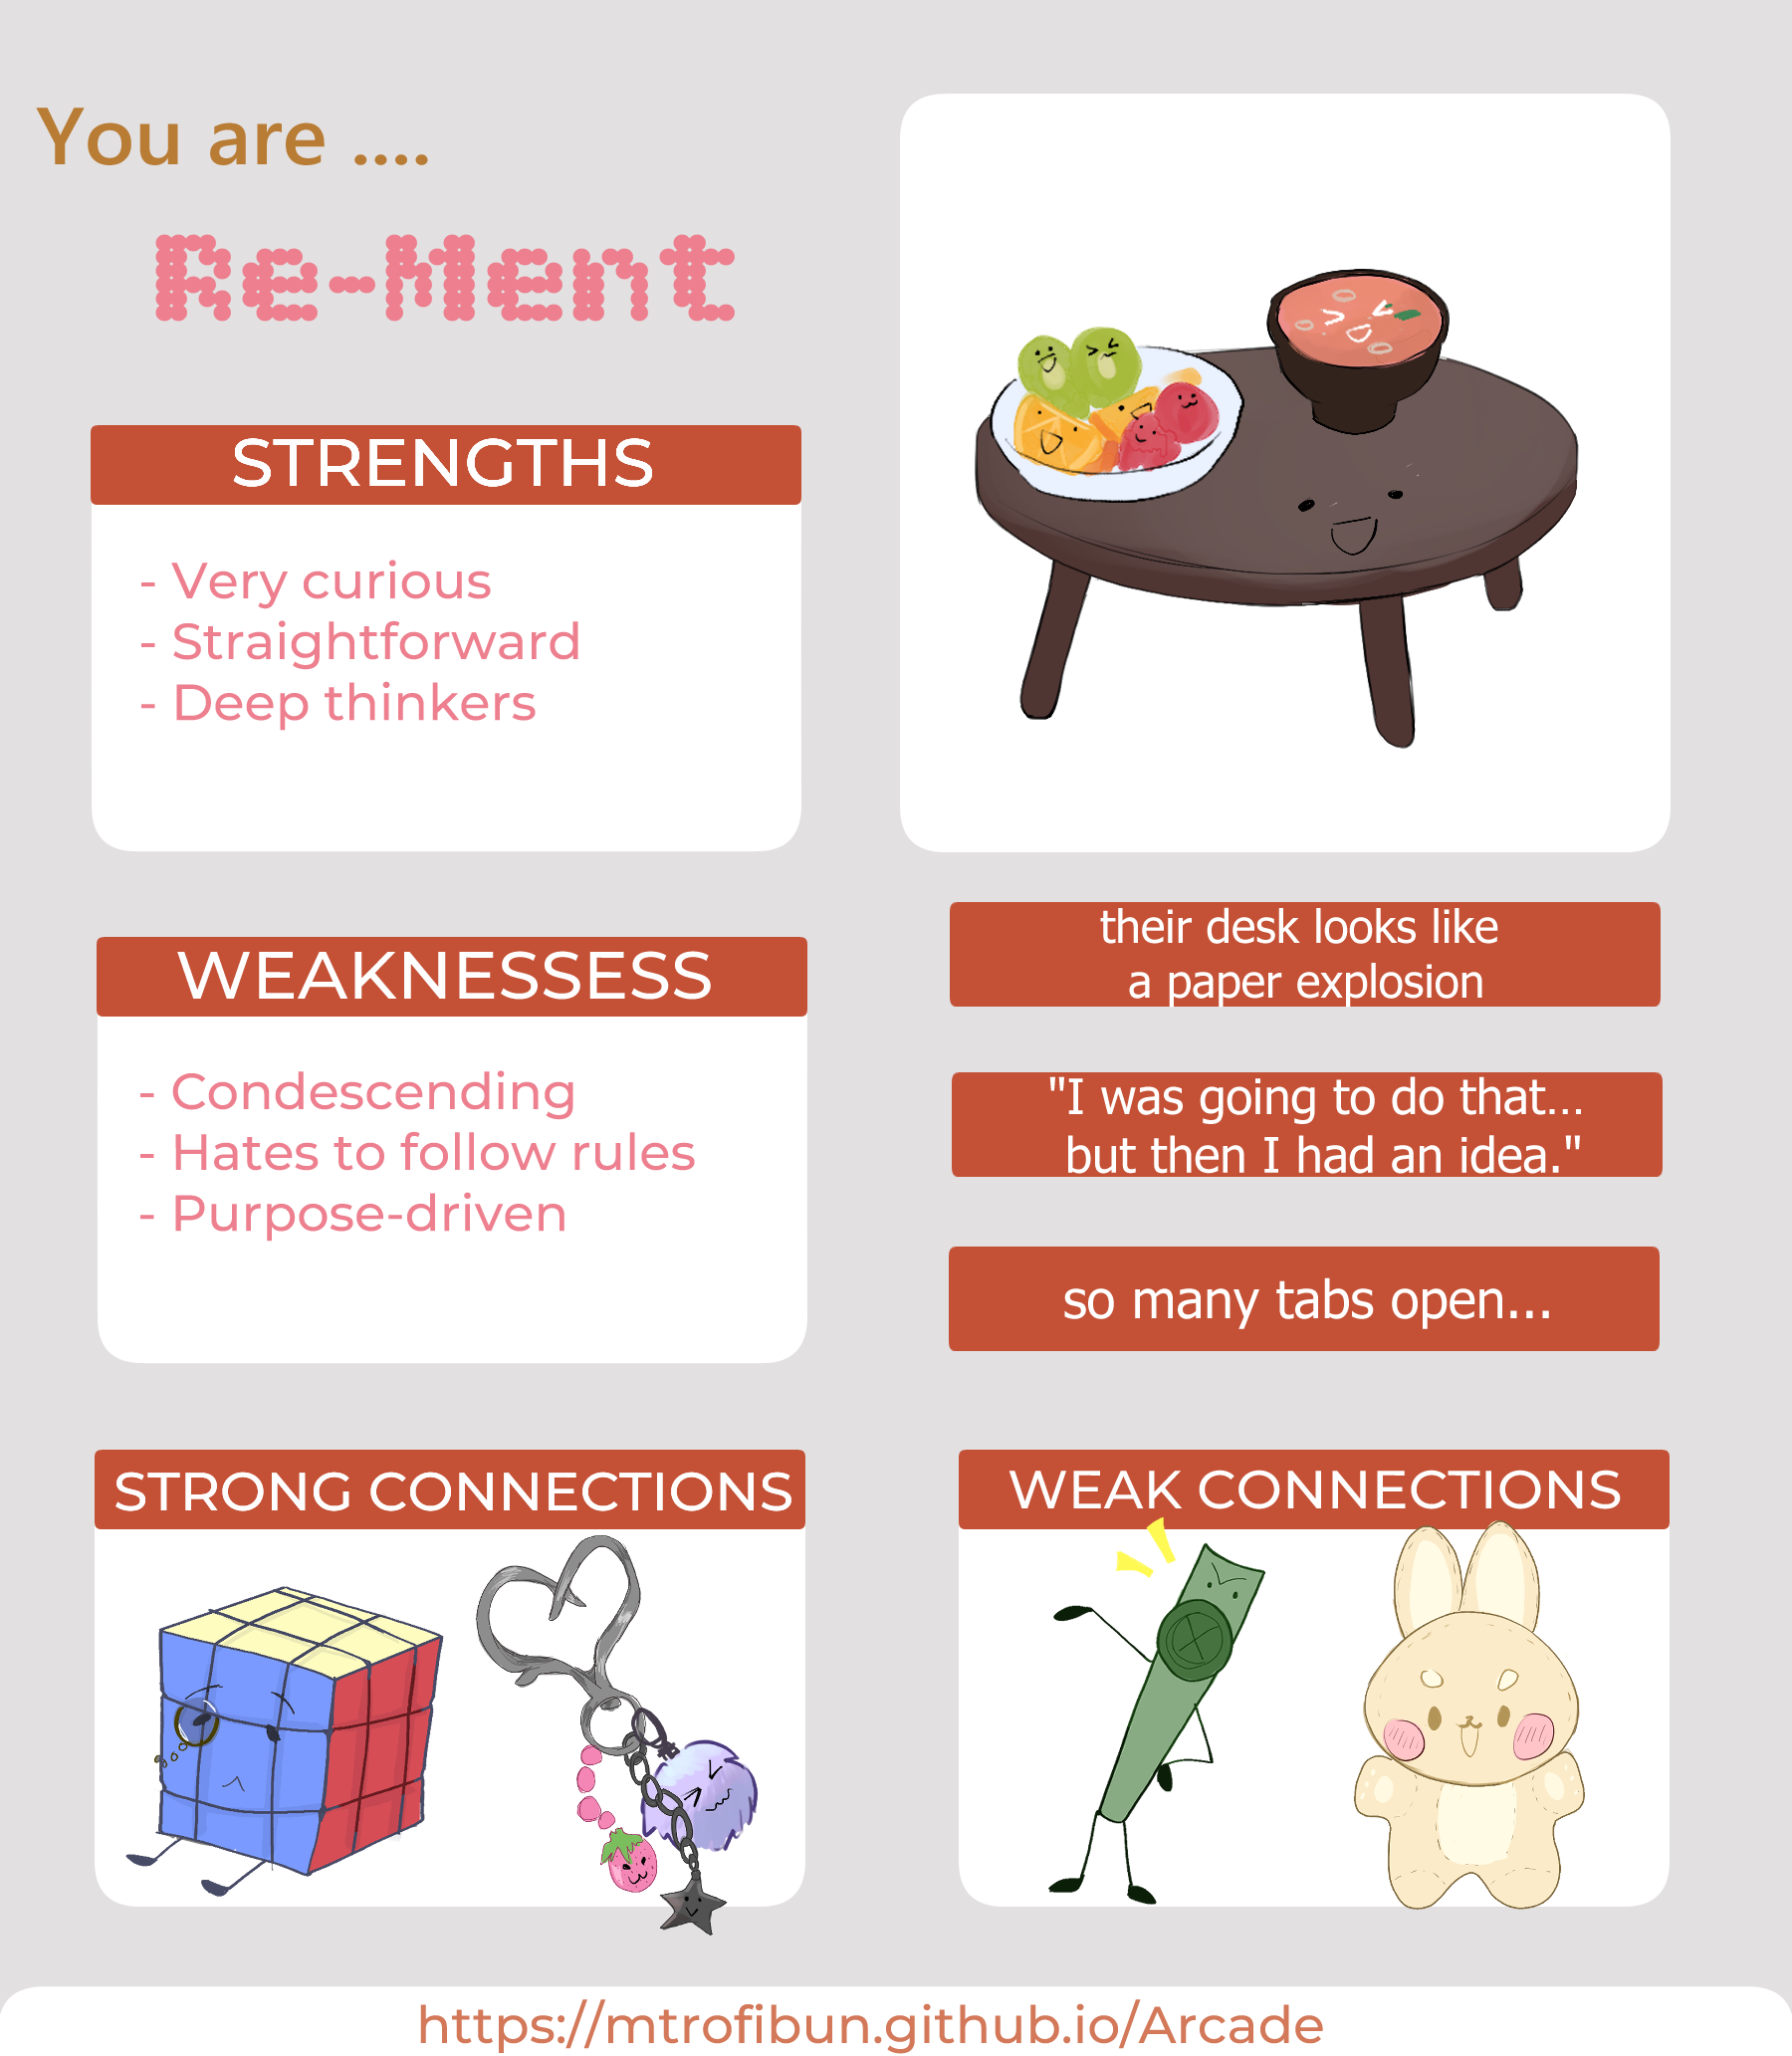 You are ....
Re-Ment
STRENGTHS
- Very curious
- Straightforward
- Deep thinkers
WEAKNESSESS
- Condescending
- Hates to follow rules
- Purpose-driven
their desk looks like
a paper explosion
"I was going to do that...
but then I had an idea."
so many tabs open...
STRONG CONNECTIONS
WEAK CONNECTIONS
https://mtrofibun.github.io/Arcade